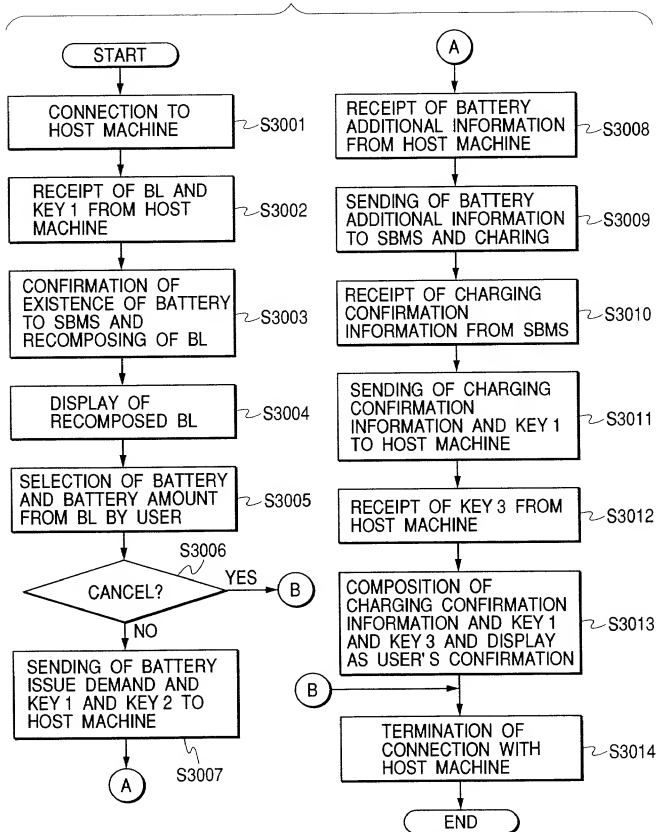 START
CONNECTION TO
HOST MACHINE
S3001
RECEIPT OF BL AND
KEY 1 FROM HOST
MACHINE
S3002
CONFIRMATION OF
EXISTENCE OF BATTERY
TO SBMS AND
RECOMPOSING OF BL
S3003
DISPLAY OF
RECOMPOSED BL
S3004
SELECTION OF BATTERY
AND BATTERY AMOUNT
FROM BL BY USER
S3005
S3006
CANCEL?
YES
B
NO
SENDING OF BATTERY
ISSUE DEMAND AND
KEY 1 AND KEY 2 TO
HOST MACHINE
S3007
A
A
RECEIPT OF BATTERY
ADDITIONAL INFORMATION
FROM HOST MACHINE
S3008
SENDING OF BATTERY
ADDITIONAL INFORMATION
TO SBMS AND CHARING
S3009
RECEIPT OF CHARGING
CONFIRMATION
INFORMATION FROM SBMS
S3010
SENDING OF CHARGING
CONFIRMATION
INFORMATION AND KEY 1
TO HOST MACHINE
S3011
RECEIPT OF KEY 3 FROM
HOST MACHINE
S3012
COMPOSITION OF
CHARGING CONFIRMATION
INFORMATION AND KEY 1
AND KEY 3 AND DISPLAY
AS USER'S CONFIRMATION
S3013
B
TERMINATION OF
CONNECTION WITH
HOST MACHINE
S3014
END